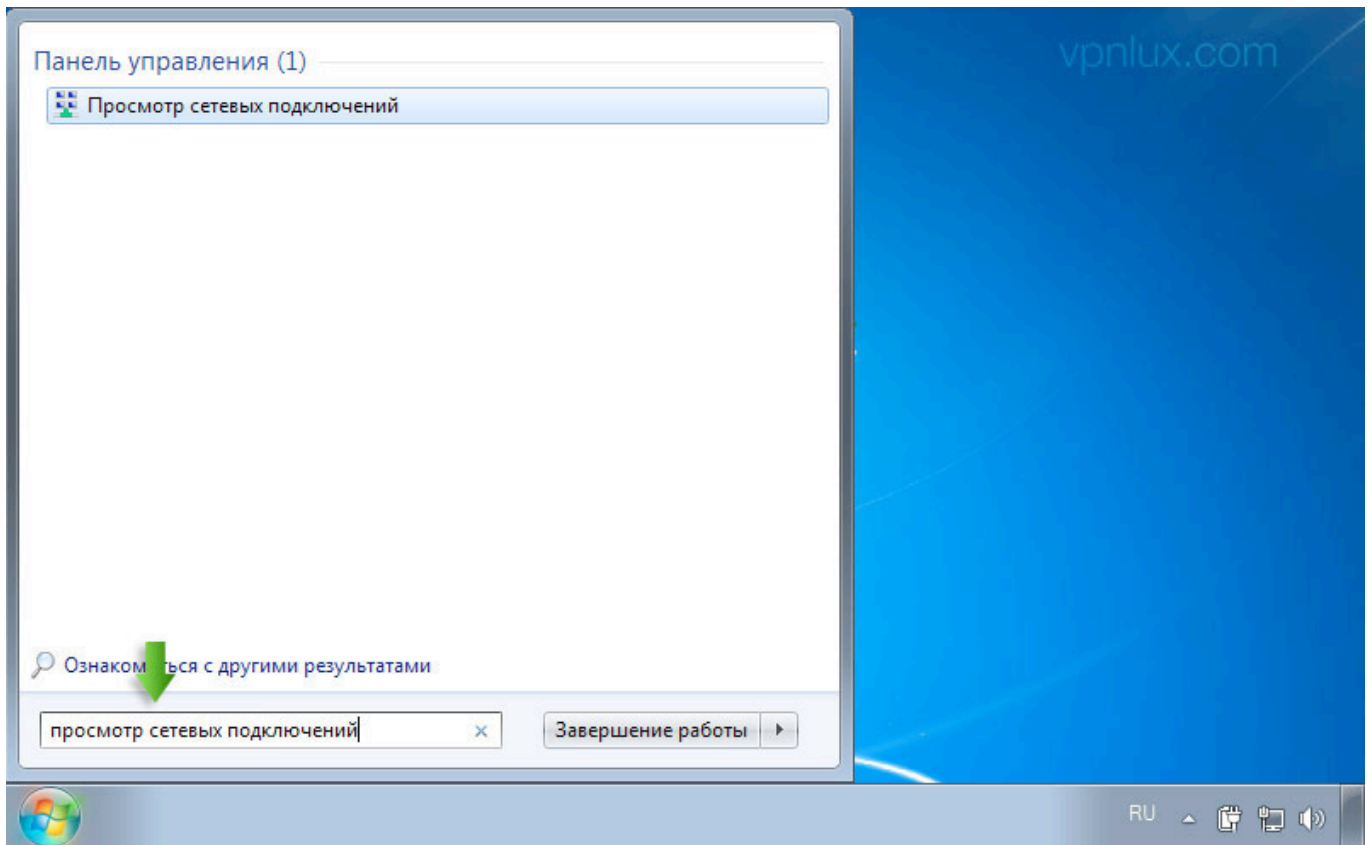 Панель управления (1)
vpnlux.com
Просмотр сетевых подключений
Ознакомиться с другими результатами
просмотр сетевых подключений
Завершение работы
RU